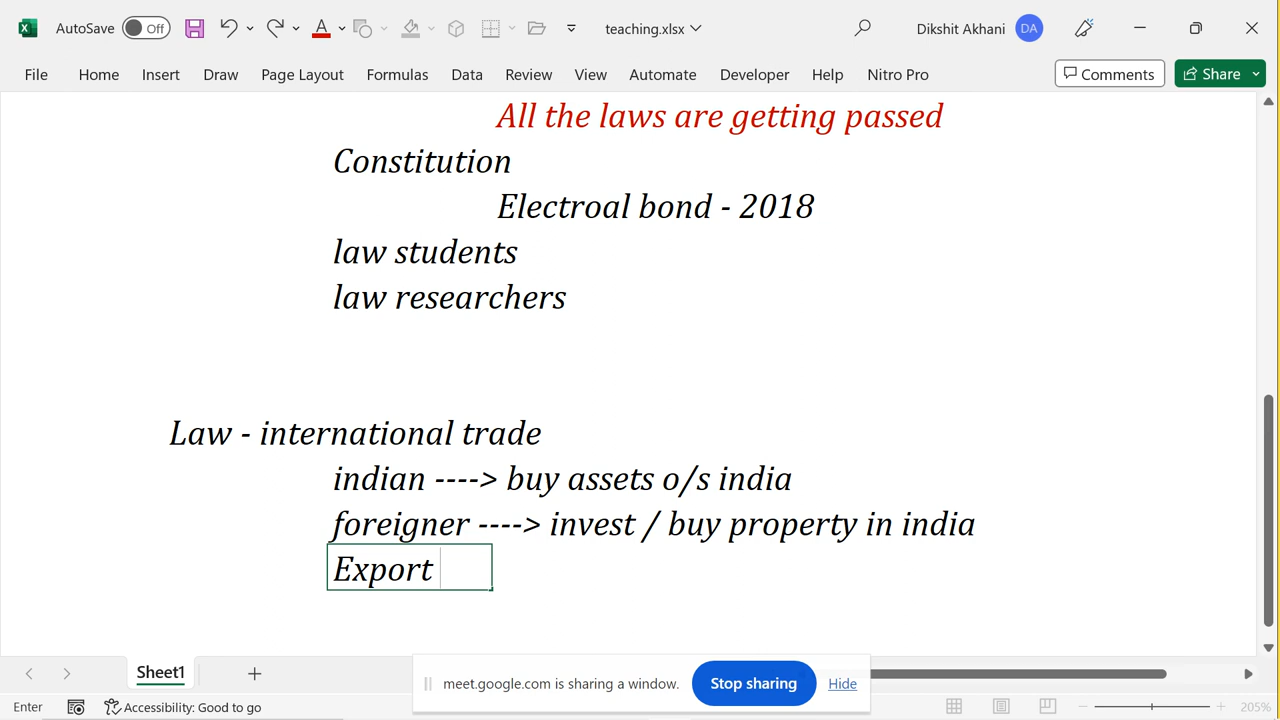 AutoSave Off teaching.xlsx Dikshit Akhani DA
File Home Insert Draw Page Layout Formulas Data Review View Automate Developer Help Nitro Pro Comments Share
All the laws are getting passed
Constitution
Electroal bond - 2018
law students
law researchers
Law - international trade
indian ----> buy assets o/s india
foreigner ----> invest / buy property in india
Export
Sheet1
meet.google.com is sharing a window. Stop sharing Hide
Enter Accessibility: Good to go 205%